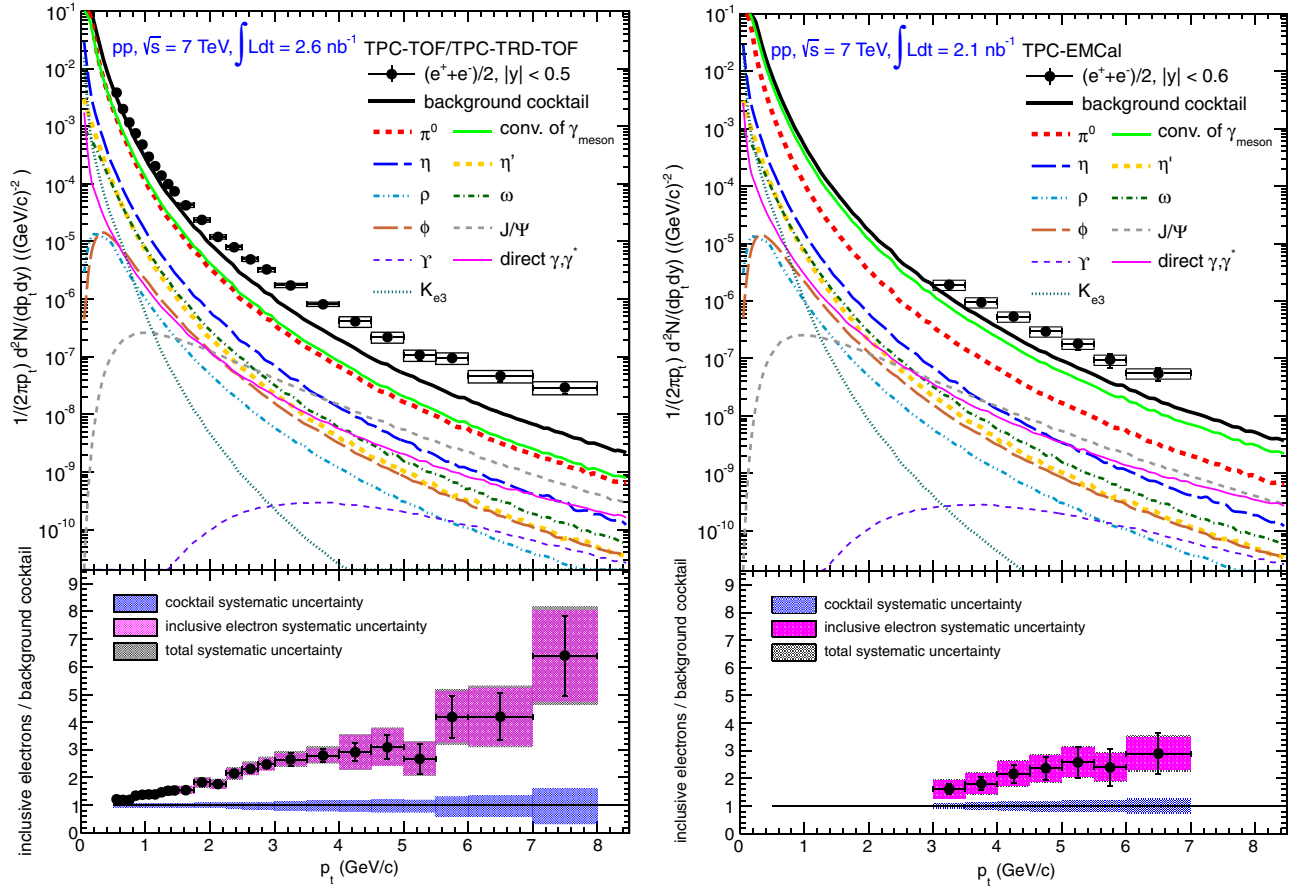 1/(2πp_t) d²N/(dp_t dy) ((GeV/c)⁻²)
10⁻¹
10⁻²
10⁻³
10⁻⁴
10⁻⁵
10⁻⁶
10⁻⁷
10⁻⁸
10⁻⁹
10⁻¹⁰
pp, √s = 7 TeV, ∫Ldt = 2.6 nb⁻¹ TPC-TOF/TPC-TRD-TOF
(e⁺+e⁻)/2, |y| < 0.5
background cocktail
π⁰ conv. of γ_meson
η η'
ρ ω
ϕ J/Ψ
ϒ direct γ,γ*
K_e3
inclusive electrons / background cocktail
9
8
7
6
5
4
3
2
1
0
cocktail systematic uncertainty
inclusive electron systematic uncertainty
total systematic uncertainty
0 1 2 3 4 5 6 7 8
p_t (GeV/c)
1/(2πp_t) d²N/(dp_t dy) ((GeV/c)⁻²)
10⁻¹
10⁻²
10⁻³
10⁻⁴
10⁻⁵
10⁻⁶
10⁻⁷
10⁻⁸
10⁻⁹
10⁻¹⁰
pp, √s = 7 TeV, ∫Ldt = 2.1 nb⁻¹ TPC-EMCal
(e⁺+e⁻)/2, |y| < 0.6
background cocktail
π⁰ conv. of γ_meson
η η'
ρ ω
ϕ J/Ψ
ϒ direct γ,γ*
K_e3
inclusive electrons / background cocktail
9
8
7
6
5
4
3
2
1
0
cocktail systematic uncertainty
inclusive electron systematic uncertainty
total systematic uncertainty
0 1 2 3 4 5 6 7 8
p_t (GeV/c)